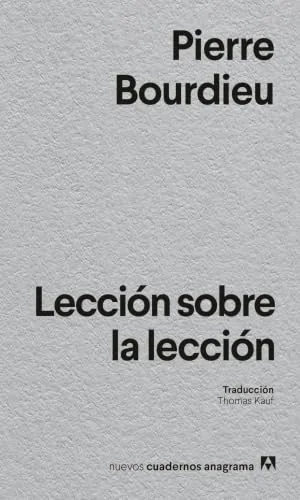 Pierre
Bourdieu
Lección sobre
la lección
Traducción
Thomas Kauf
nuevos cuadernos anagrama